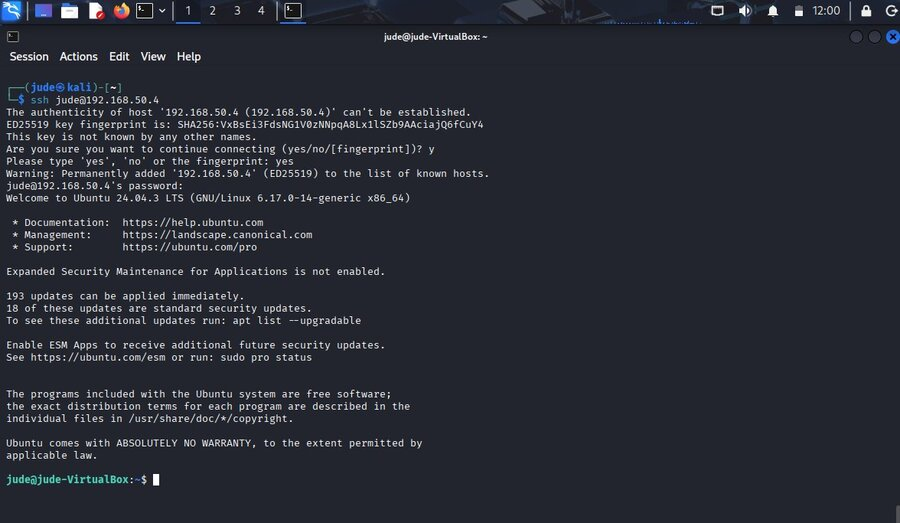 1 2 3 4 12:00
jude@jude-VirtualBox: ~
Session Actions Edit View Help
┌──(jude㉿kali)-[~]
└─$ ssh jude@192.168.50.4
The authenticity of host '192.168.50.4 (192.168.50.4)' can't be established.
ED25519 key fingerprint is: SHA256:VxBsEi3FdsNG1V0zNNpqA8Lx1lSZb9AAciajQ6fCuY4
This key is not known by any other names.
Are you sure you want to continue connecting (yes/no/[fingerprint])? y
Please type 'yes', 'no' or the fingerprint: yes
Warning: Permanently added '192.168.50.4' (ED25519) to the list of known hosts.
jude@192.168.50.4's password:
Welcome to Ubuntu 24.04.3 LTS (GNU/Linux 6.17.0-14-generic x86_64)
* Documentation: https://help.ubuntu.com
* Management: https://landscape.canonical.com
* Support: https://ubuntu.com/pro
Expanded Security Maintenance for Applications is not enabled.
193 updates can be applied immediately.
18 of these updates are standard security updates.
To see these additional updates run: apt list --upgradable
Enable ESM Apps to receive additional future security updates.
See https://ubuntu.com/esm or run: sudo pro status
The programs included with the Ubuntu system are free software;
the exact distribution terms for each program are described in the
individual files in /usr/share/doc/*/copyright.
Ubuntu comes with ABSOLUTELY NO WARRANTY, to the extent permitted by
applicable law.
jude@jude-VirtualBox:~$